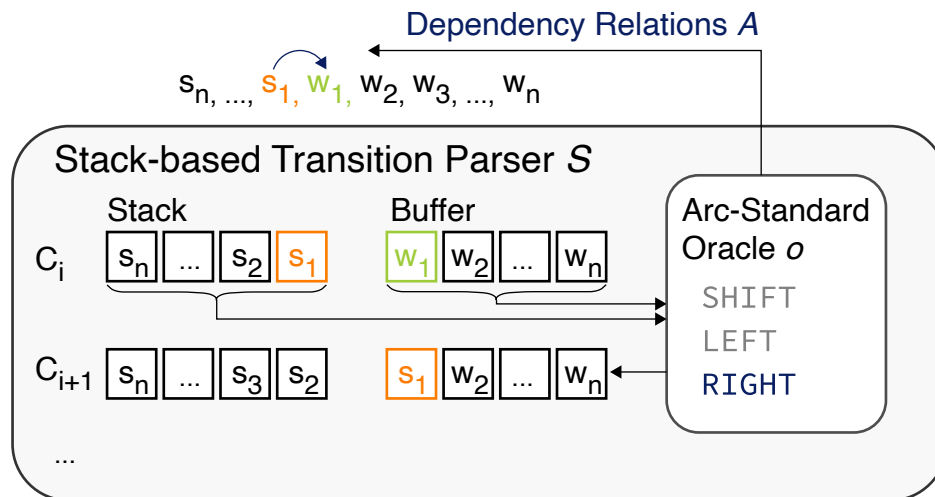 Dependency Relations A
sn, ..., s1, w1, w2, w3, ..., wn
Stack-based Transition Parser S
Stack
Buffer
Arc-Standard
Oracle o
Ci
sn ... s2 s1
w1 w2 ... wn
SHIFT
LEFT
RIGHT
Ci+1
sn ... s3 s2
s1 w2 ... wn
...